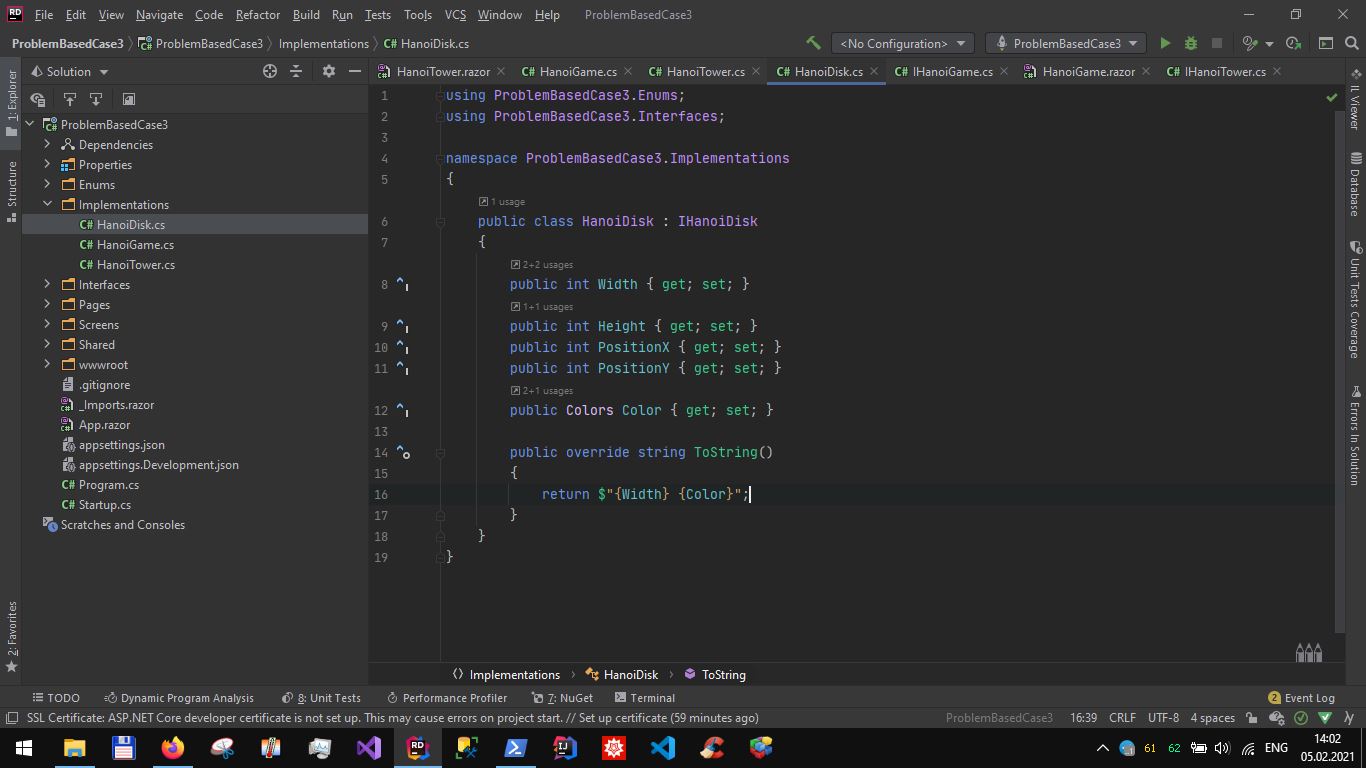 File Edit View Navigate Code Refactor Build Run Tests Tools VCS Window Help ProblemBasedCase3
ProblemBasedCase3 ProblemBasedCase3 Implementations C# HanoiDisk.cs <No Configuration> ProblemBasedCase3
Solution
HanoiTower.razor C# HanoiGame.cs C# HanoiTower.cs C# HanoiDisk.cs C# IHanoiGame.cs HanoiGame.razor C# IHanoiTower.cs
1: Explorer
Structure
2: Favorites
ProblemBasedCase3
Dependencies
Properties
Enums
Implementations
C# HanoiDisk.cs
C# HanoiGame.cs
C# HanoiTower.cs
Interfaces
Pages
Screens
Shared
wwwroot
.gitignore
_Imports.razor
App.razor
appsettings.json
appsettings.Development.json
C# Program.cs
C# Startup.cs
Scratches and Consoles
1 using ProblemBasedCase3.Enums;
2 using ProblemBasedCase3.Interfaces;
3
4 namespace ProblemBasedCase3.Implementations
5 {
1 usage
6 public class HanoiDisk : IHanoiDisk
7 {
2+2 usages
8 public int Width { get; set; }
1+1 usages
9 public int Height { get; set; }
10 public int PositionX { get; set; }
11 public int PositionY { get; set; }
2+1 usages
12 public Colors Color { get; set; }
13
14 public override string ToString()
15 {
16 return $"{Width} {Color}";
17 }
18 }
19 }
IL Viewer
Database
Unit Tests Coverage
Errors In Solution
Implementations HanoiDisk ToString
TODO Dynamic Program Analysis 8: Unit Tests Performance Profiler 7: NuGet Terminal 2 Event Log
SSL Certificate: ASP.NET Core developer certificate is not set up. This may cause errors on project start. // Set up certificate (59 minutes ago) ProblemBasedCase3 16:39 CRLF UTF-8 4 spaces
61 62 ENG 14:02
05.02.2021